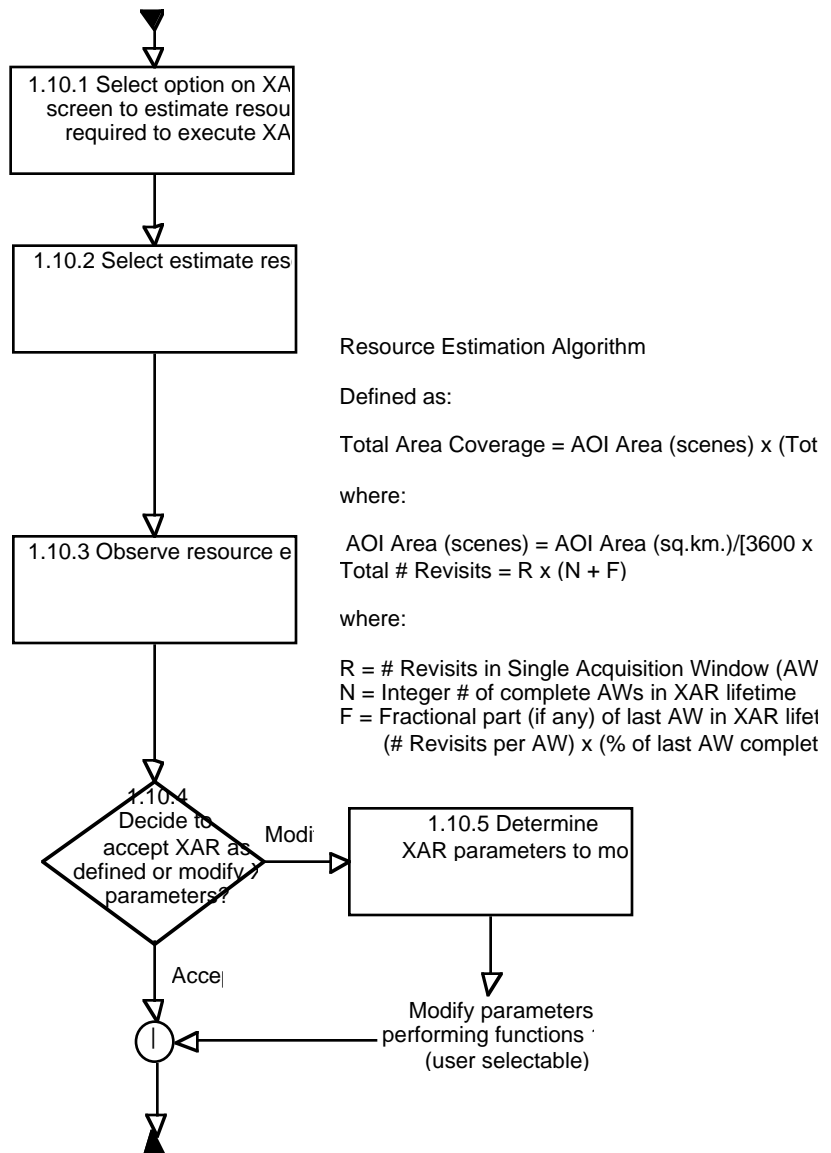 1.10.1 Select option on XA
screen to estimate resou
required to execute XA
1.10.2 Select estimate res
Resource Estimation Algorithm
Defined as:
Total Area Coverage = AOI Area (scenes) x (Tot
where:
AOI Area (scenes) = AOI Area (sq.km.)/[3600 x
Total # Revisits = R x (N + F)
where:
R = # Revisits in Single Acquisition Window (AW
N = Integer # of complete AWs in XAR lifetime
F = Fractional part (if any) of last AW in XAR lifet
(# Revisits per AW) x (% of last AW complet
1.10.3 Observe resource e
1.10.4
Decide to
accept XAR as
defined or modify X
parameters?
Modi
1.10.5 Determine
XAR parameters to mo
Accep
Modify parameters
performing functions
(user selectable)
I